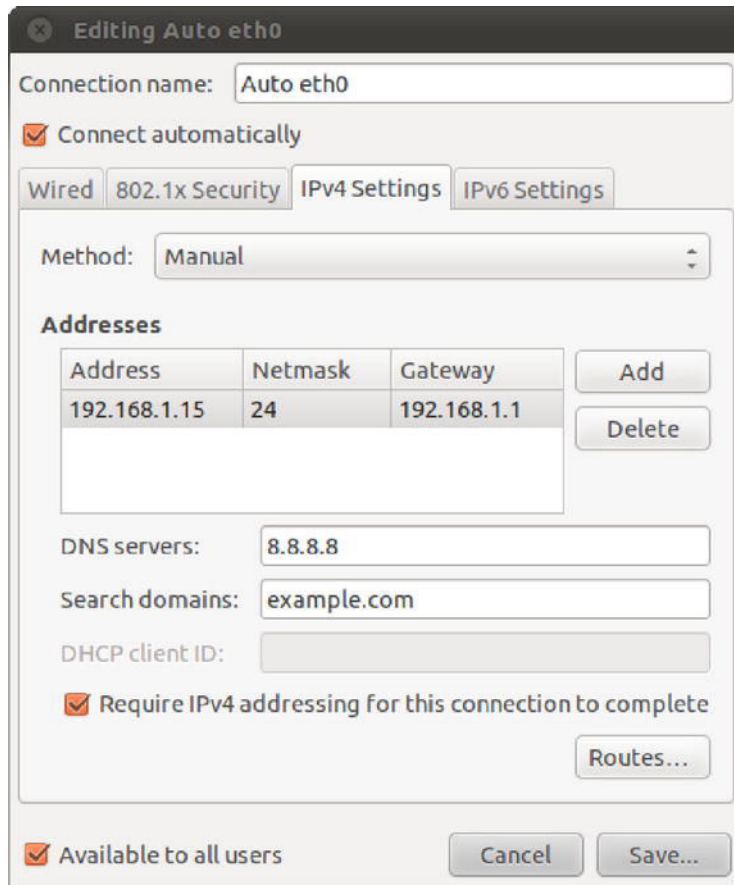 Editing Auto eth0
Connection name: Auto eth0
Connect automatically
Wired 802.1x Security IPv4 Settings IPv6 Settings
Method: Manual
Addresses
Address Netmask Gateway Add
192.168.1.15 24 192.168.1.1
Delete
DNS servers: 8.8.8.8
Search domains: example.com
DHCP client ID:
Require IPv4 addressing for this connection to complete
Routes...
Available to all users Cancel Save...